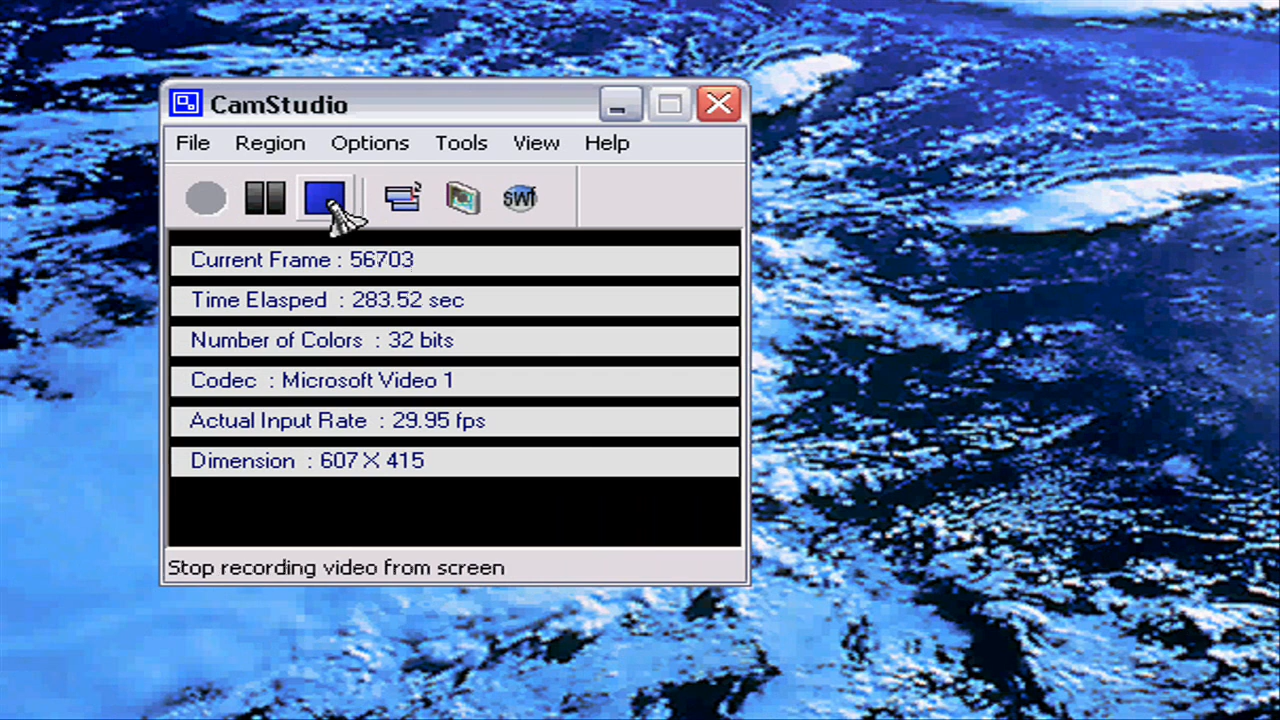 CamStudio
File Region Options Tools View Help
SWf
Current Frame : 56703
Time Elasped : 283.52 sec
Number of Colors : 32 bits
Codec : Microsoft Video 1
Actual Input Rate : 29.95 fps
Dimension : 607 X 415
Stop recording video from screen